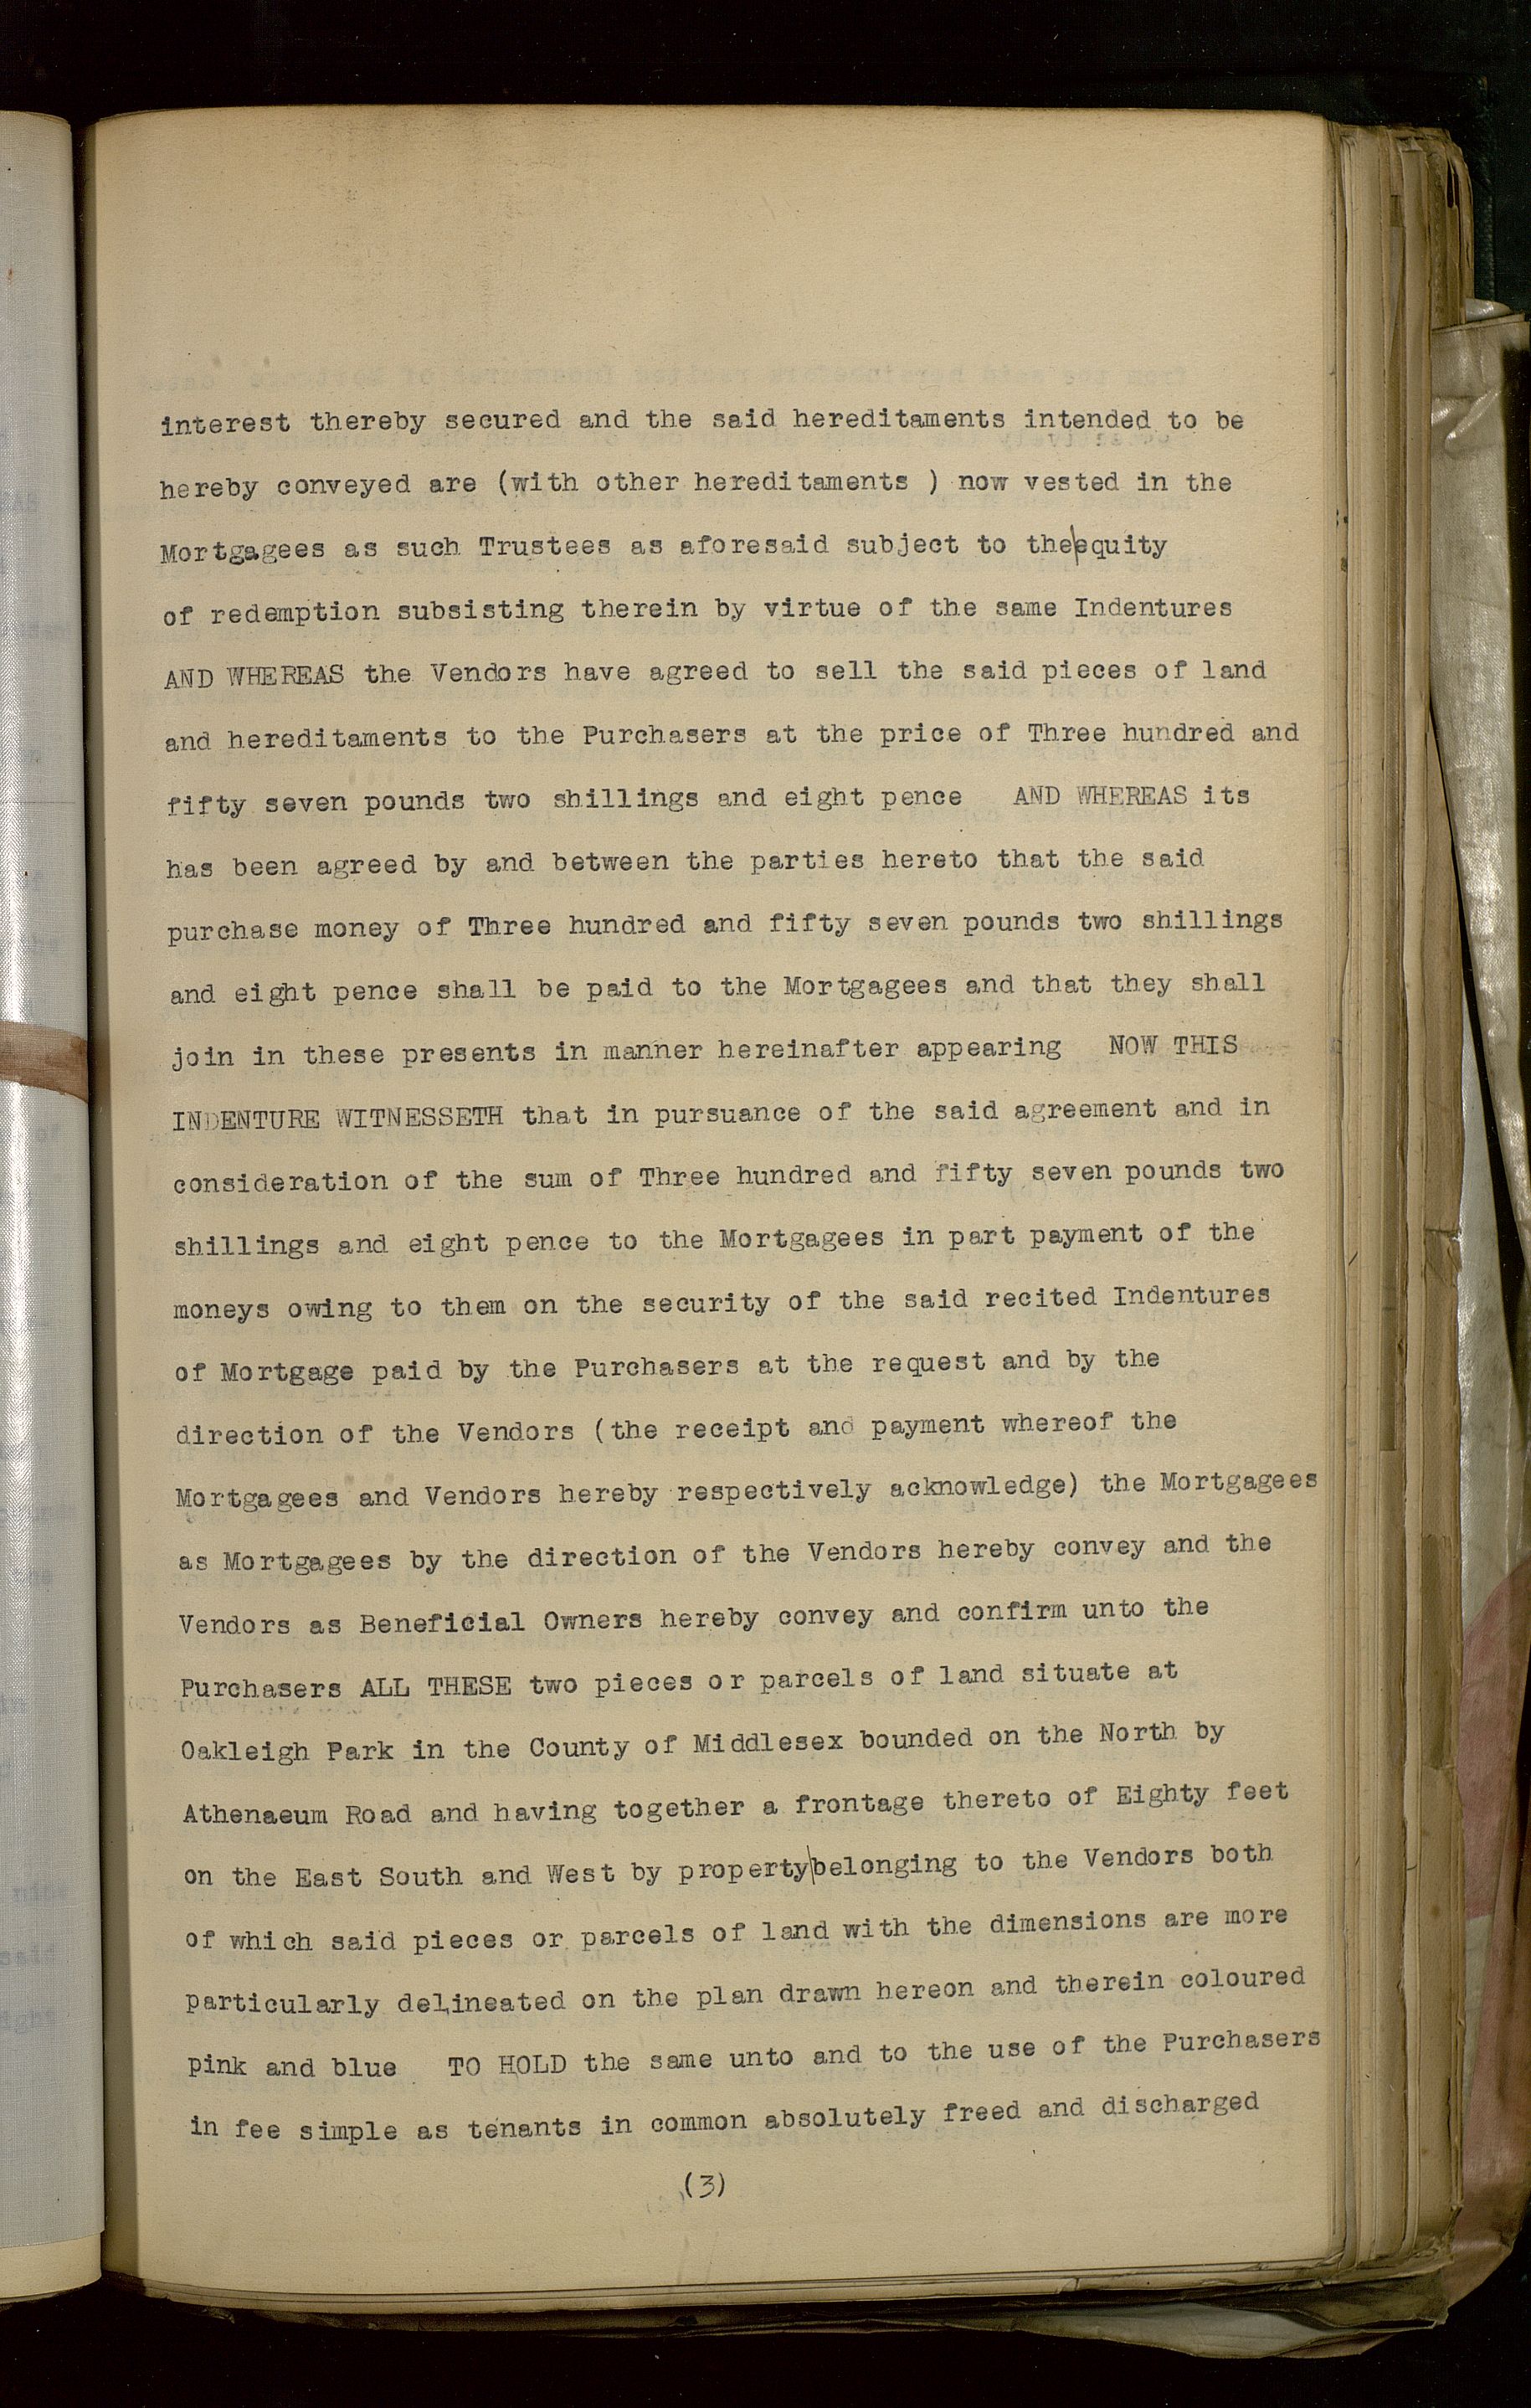 interest thereby secured and the said hereditaments intended to be
hereby conveyed are (with other hereditaments ) now vested in the
Mortgagees as such Trustees as aforesaid subject to the|equity
of redemption subsisting therein by virtue of the same Indentures
AND WHEREAS the Vendors have agreed to sell the said pieces of land
and hereditaments to the Purchasers at the price of Three hundred and
fifty seven pounds two shillings and eight pence   AND WHEREAS its
has been agreed by and between the parties hereto that the said
purchase money of Three hundred and fifty seven pounds two shillings
and eight pence shall be paid to the Mortgagees and that they shall
join in these presents in manner hereinafter appearing   NOW THIS
INDENTURE WITNESSETH that in pursuance of the said agreement and in
consideration of the sum of Three hundred and fifty seven pounds two
shillings and eight pence to the Mortgagees in part payment of the
moneys owing to them on the security of the said recited Indentures
of Mortgage paid by the Purchasers at the request and by the
direction of the Vendors (the receipt and payment whereof the
Mortgagees and Vendors hereby respectively acknowledge) the Mortgagees
as Mortgagees by the direction of the Vendors hereby convey and the
Vendors as Beneficial Owners hereby convey and confirm unto the
Purchasers ALL THESE two pieces or parcels of land situate at
Oakleigh Park in the County of Middlesex bounded on the North by
Athenaeum Road and having together a frontage thereto of Eighty feet
on the East South and West by property|belonging to the Vendors both
of which said pieces or parcels of land with the dimensions are more
particularly delineated on the plan drawn hereon and therein coloured
pink and blue   TO HOLD the same unto and to the use of the Purchasers
in fee simple as tenants in common absolutely freed and discharged
(3)